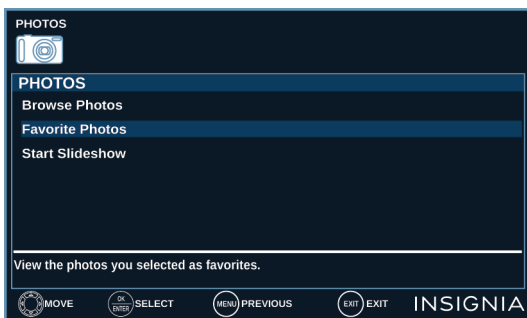 PHOTOS
PHOTOS
Browse Photos
Favorite Photos
Start Slideshow
View the photos you selected as favorites.
MOVE OK ENTER SELECT MENU PREVIOUS EXIT EXIT INSIGNIA